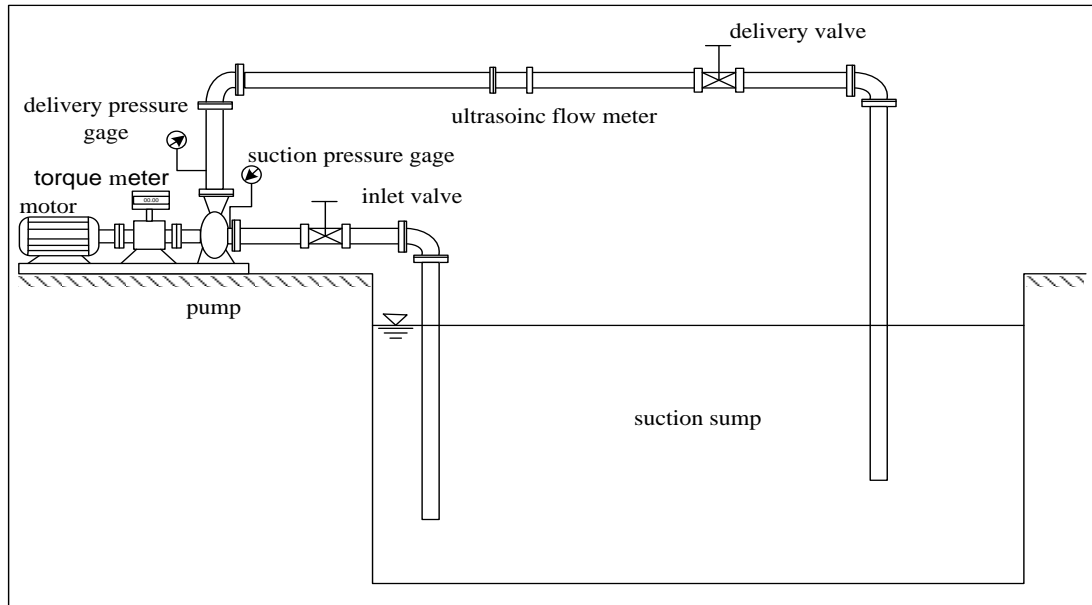 delivery valve
delivery pressure
gage
ultrasoinc flow meter
suction pressure gage
torque meter
00.00
motor
inlet valve
pump
suction sump